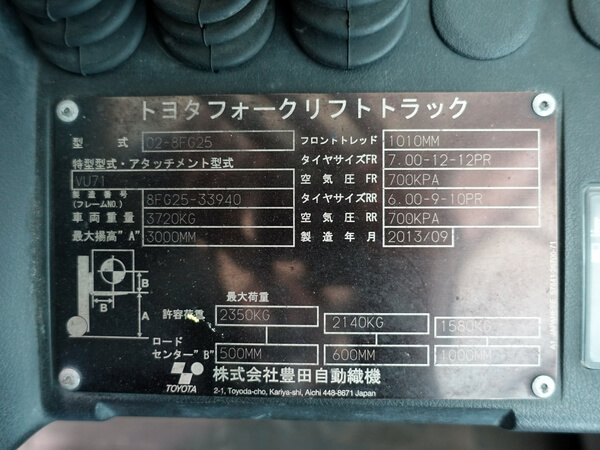 トヨタフォークリフトトラック
型式 02-8FG25 フロントトレッド 1010MM
特型型式・アタッチメント型式 タイヤサイズFR 7.00-12-12PR
VU71 空気圧 FR 700KPA
製造番号 (フレームNO.) 8FG25-33940 タイヤサイズRR 6.00-9-10PR
車両重量 3720KG 空気圧 RR 700KPA
最大揚高"A" 3000MM 製造年月 2013/09
B
B A
最大荷重
許容荷重 2350KG 2140KG 1580KG
ロードセンター"B" 500MM 600MM 1000MM
TOYOTA 株式会社豊田自動織機
2-1, Toyoda-cho, Kariya-shi, Aichi 448-8671 Japan